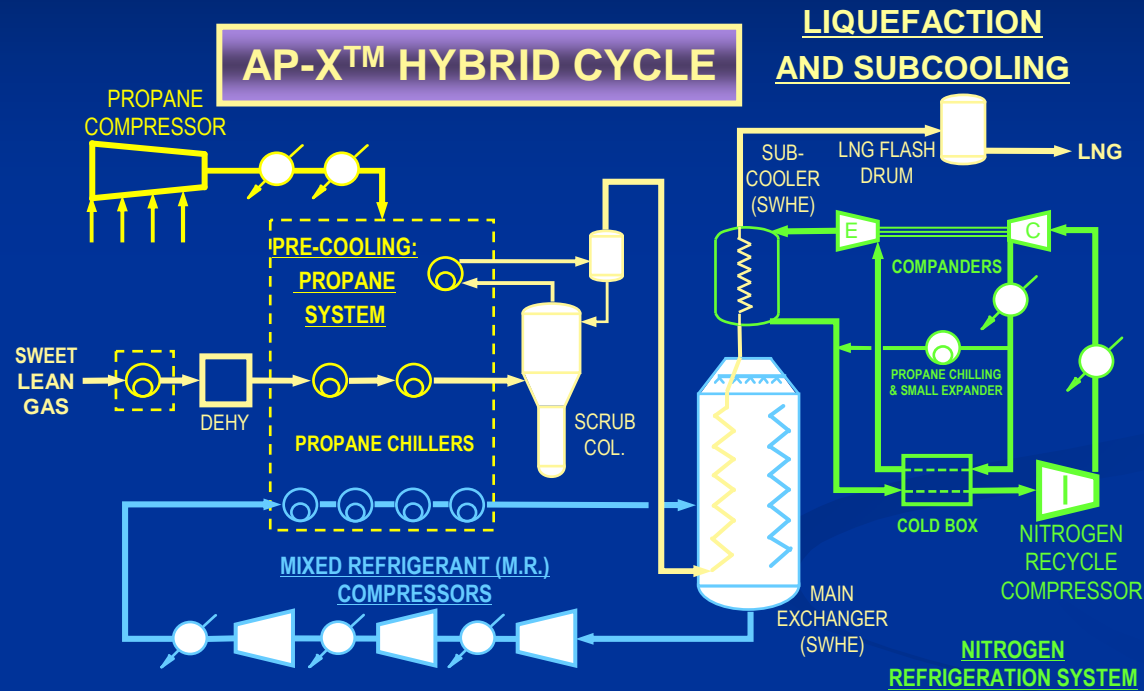 AP-X™ HYBRID CYCLE
LIQUEFACTION
AND SUBCOOLING
PROPANE
COMPRESSOR
SUB-
COOLER
(SWHE)
LNG FLASH
DRUM
LNG
PRE-COOLING:
PROPANE
SYSTEM
E
C
COMPANDERS
SWEET
LEAN
GAS
DEHY
PROPANE CHILLERS
SCRUB
COL.
PROPANE CHILLING
& SMALL EXPANDER
COLD BOX
NITROGEN
RECYCLE
COMPRESSOR
MIXED REFRIGERANT (M.R.)
COMPRESSORS
MAIN
EXCHANGER
(SWHE)
NITROGEN
REFRIGERATION SYSTEM